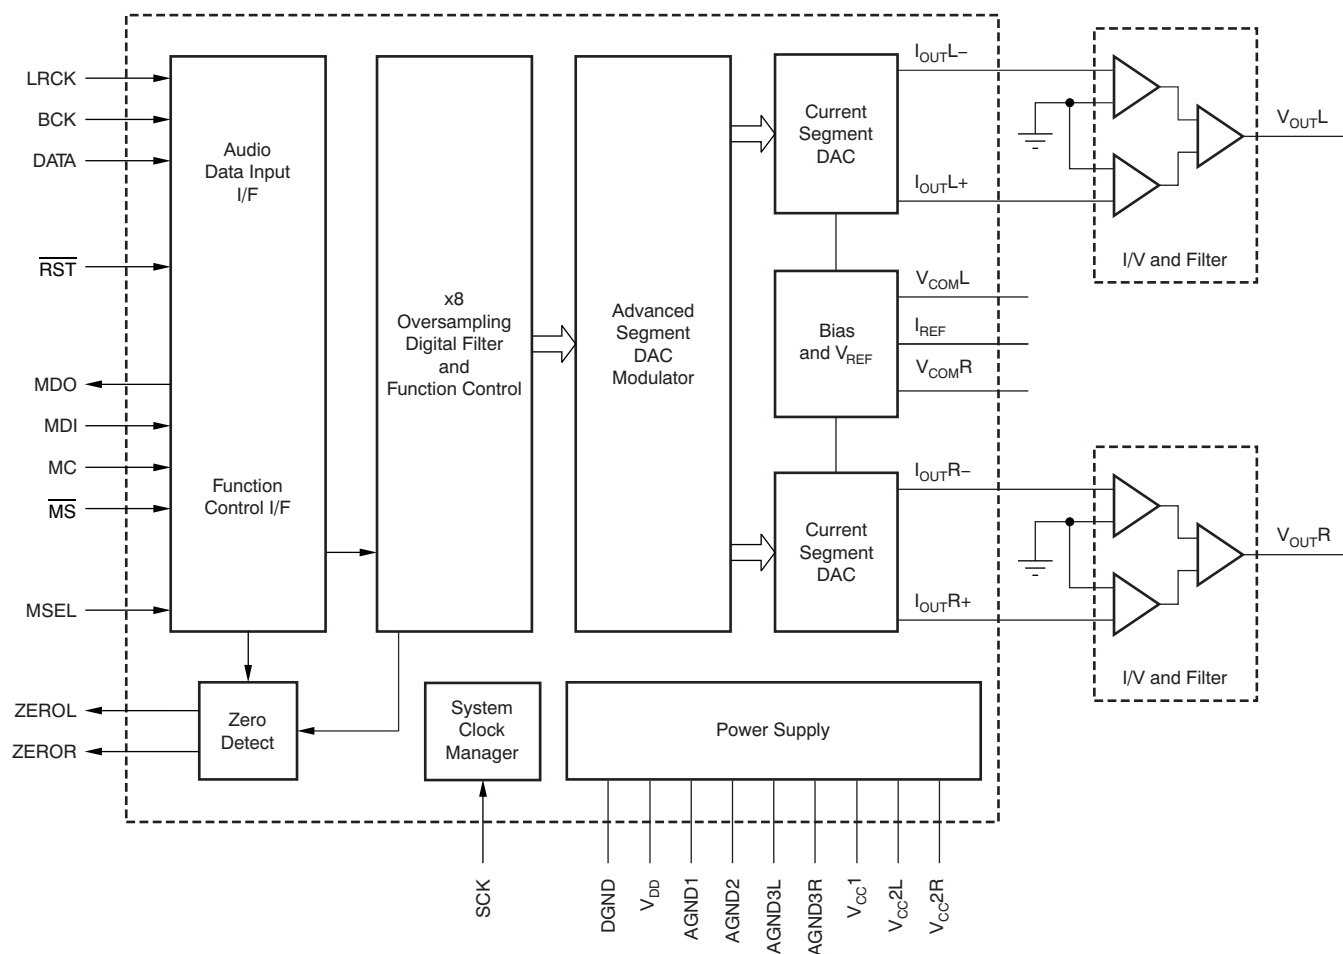 LRCK
BCK
DATA
RST
MDO
MDI
MC
MS
MSEL
ZEROL
ZEROR
Audio
Data Input
I/F
Function
Control I/F
x8
Oversampling
Digital Filter
and
Function Control
Advanced
Segment
DAC
Modulator
Current
Segment
DAC
Bias
and VREF
Current
Segment
DAC
IOUTL–
IOUTL+
VCOML
IREF
VCOMR
IOUTR–
IOUTR+
I/V and Filter
VOUTL
I/V and Filter
VOUTR
Zero
Detect
System
Clock
Manager
Power Supply
SCK
DGND
VDD
AGND1
AGND2
AGND3L
AGND3R
VCC1
VCC2L
VCC2R